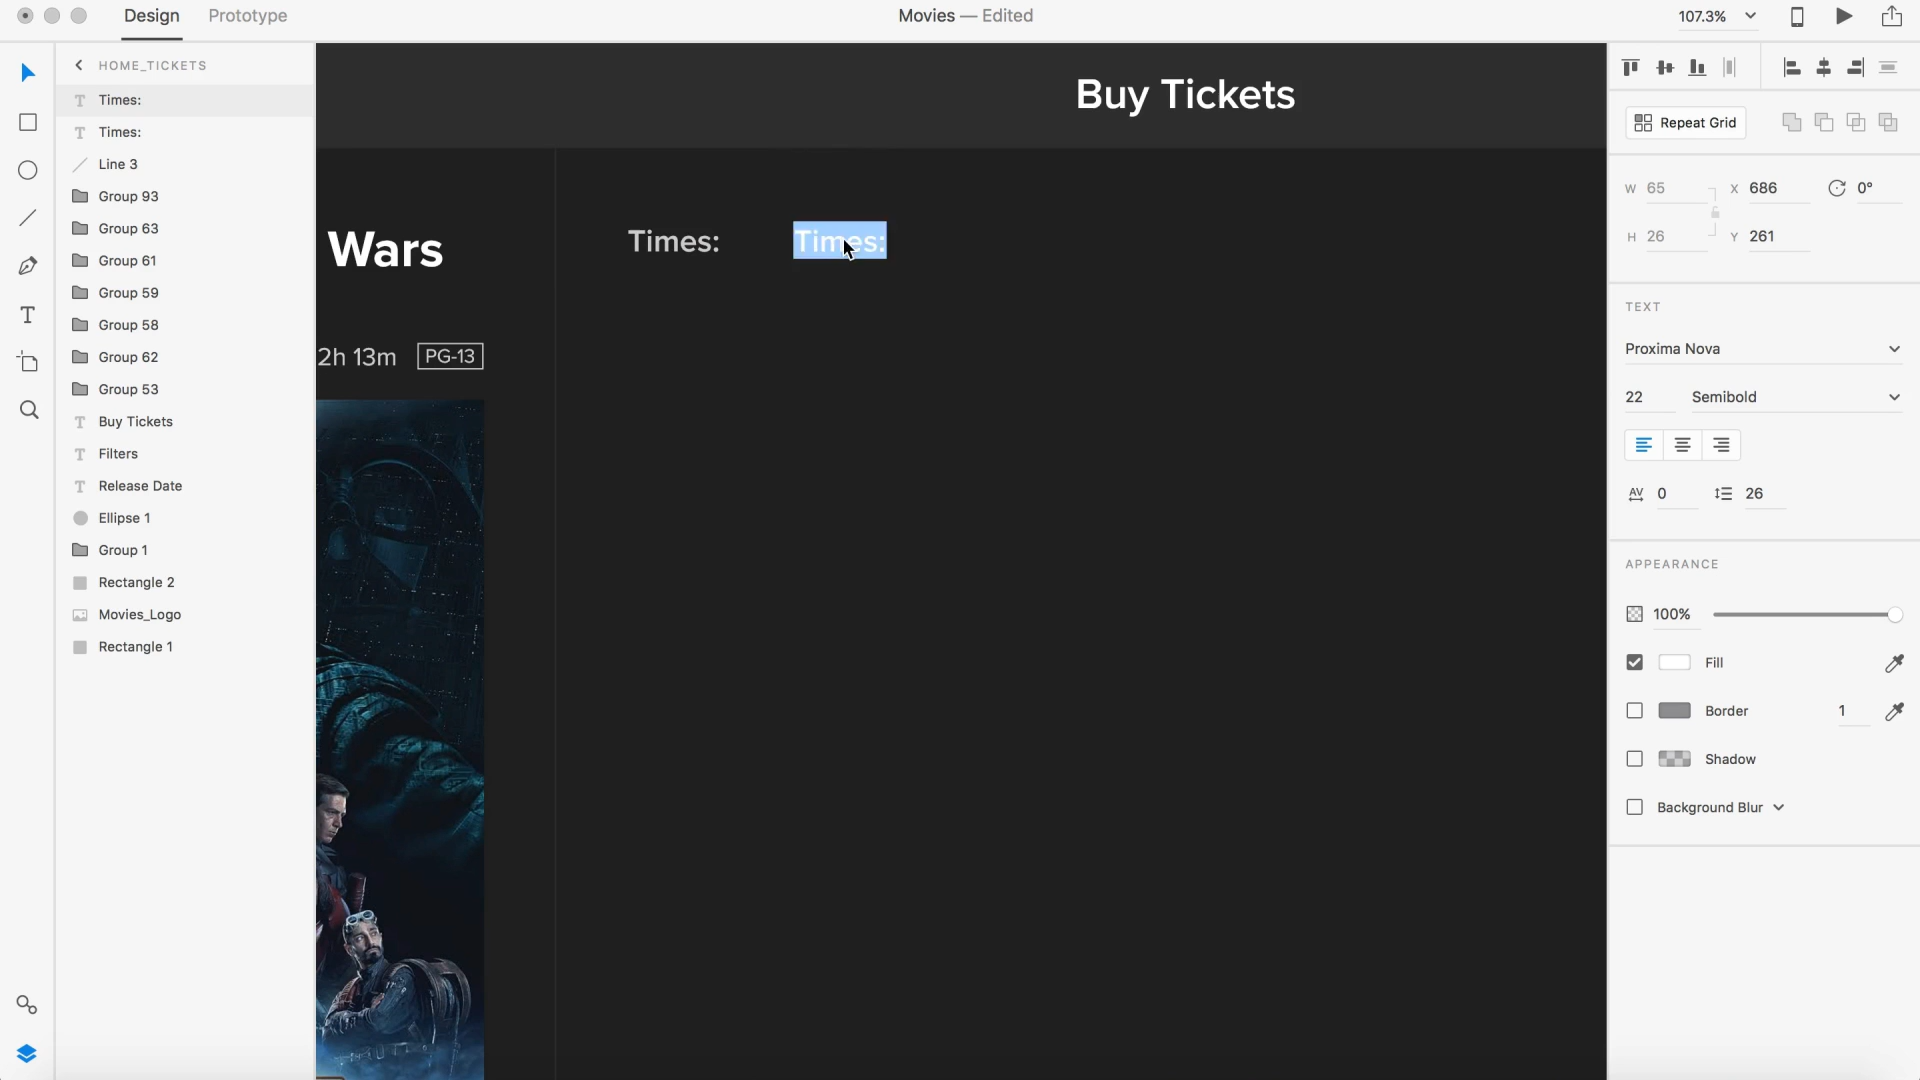 Design
Prototype
Movies — Edited
107.3%
HOME_TICKETS
Times:
Times:
Line 3
Group 93
Group 63
Group 61
Group 59
Group 58
Group 62
Group 53
Buy Tickets
Filters
Release Date
Ellipse 1
Group 1
Rectangle 2
Movies_Logo
Rectangle 1
Buy Tickets
Wars
2h 13m
PG-13
Times:
Times:
Repeat Grid
W 65
X 686
0°
H 26
Y 261
TEXT
Proxima Nova
22
Semibold
AV 0
26
APPEARANCE
100%
Fill
Border
1
Shadow
Background Blur